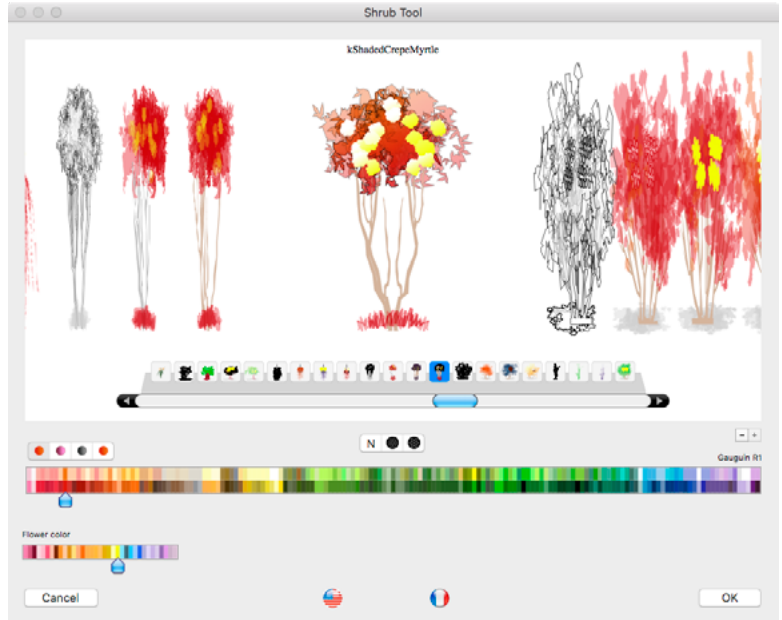 Shrub Tool
kShadedCrepeMyrtle
N
- +
Gauguin R1
Flower color
Cancel
OK